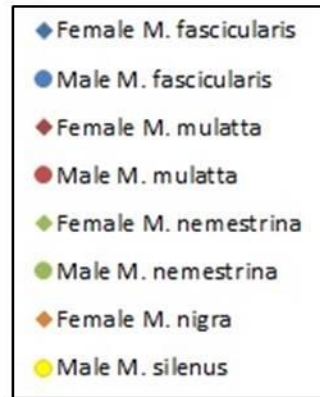 Female M. fascicularis
Male M. fascicularis
Female M. mulatta
Male M. mulatta
Female M. nemestrina
Male M. nemestrina
Female M. nigra
Male M. silenus